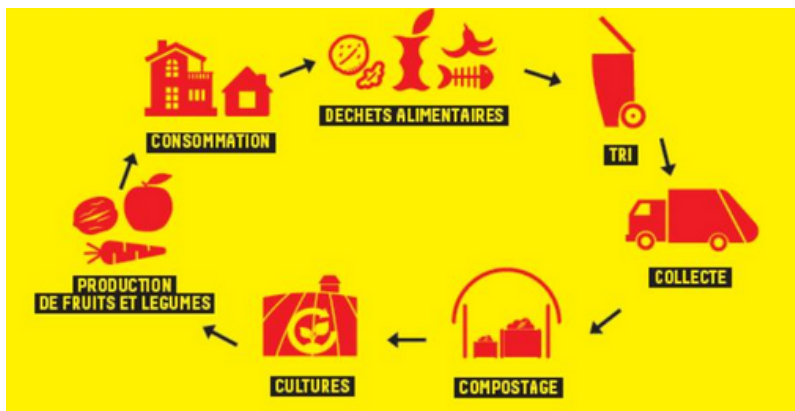 CONSOMMATION
DECHETS ALIMENTAIRES
TRI
COLLECTE
COMPOSTAGE
CULTURES
PRODUCTION
DE FRUITS ET LEGUMES